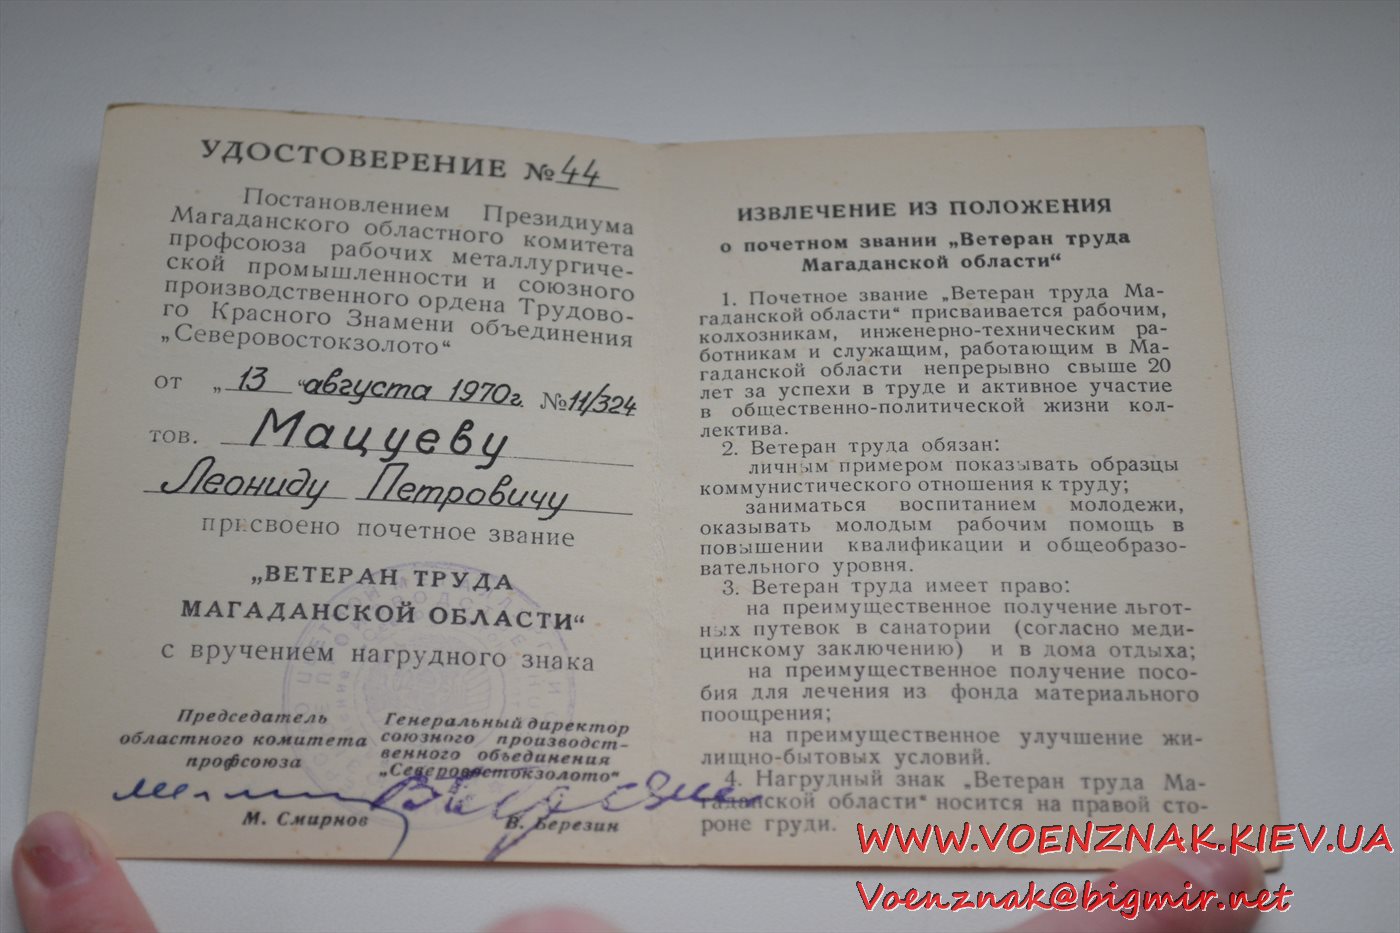 УДОСТОВЕРЕНИЕ № 44
Постановлением Президиума
Магаданского областного комитета
профсоюза рабочих металлургиче-
ской промышленности и союзного
производственного ордена Трудово-
го Красного Знамени объединения
„Северовостокзолото“
от „13“ августа 1970г. № 11/324
тов. Мацуеву
Леониду Петровичу
присвоено почетное звание
„ВЕТЕРАН ТРУДА
МАГАДАНСКОЙ ОБЛАСТИ“
с вручением нагрудного знака
Председатель
областного комитета
профсоюза
М. Смирнов
Генеральный директор
союзного производст-
венного объединения
„Северовостокзолото“
В. Березин
ИЗВЛЕЧЕНИЕ ИЗ ПОЛОЖЕНИЯ
о почетном звании „Ветеран труда
Магаданской области“
1. Почетное звание „Ветеран труда Ма-
гаданской области“ присваивается рабочим,
колхозникам, инженерно-техническим ра-
ботникам и служащим, работающим в Ма-
гаданской области непрерывно свыше 20
лет за успехи в труде и активное участие
в общественно-политической жизни кол-
лектива.
2. Ветеран труда обязан:
личным примером показывать образцы
коммунистического отношения к труду;
заниматься воспитанием молодежи,
оказывать молодым рабочим помощь в
повышении квалификации и общеобразо-
вательного уровня.
3. Ветеран труда имеет право:
на преимущественное получение льгот-
ных путевок в санатории (согласно меди-
цинскому заключению) и в дома отдыха;
на преимущественное получение посо-
бия для лечения из фонда материального
поощрения;
на преимущественное улучшение жи-
лищно-бытовых условий.
4. Нагрудный знак „Ветеран труда Ма-
гаданской области“ носится на правой сто-
роне груди.
WWW.VOENZNAK.KIEV.UA
Voenznak@bigmir.net